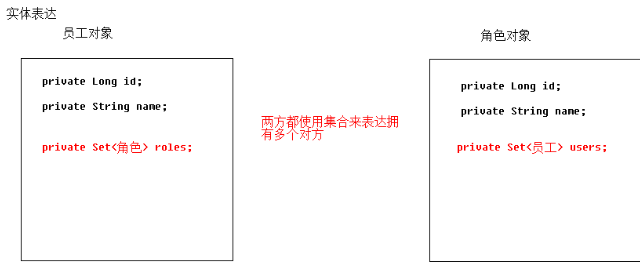 实体表达
员工对象
角色对象
private Long id;
private String name;
private Set<角色> roles;
两方都使用集合来表达拥
有多个对方
private Long id;
private String name;
private Set<员工> users;